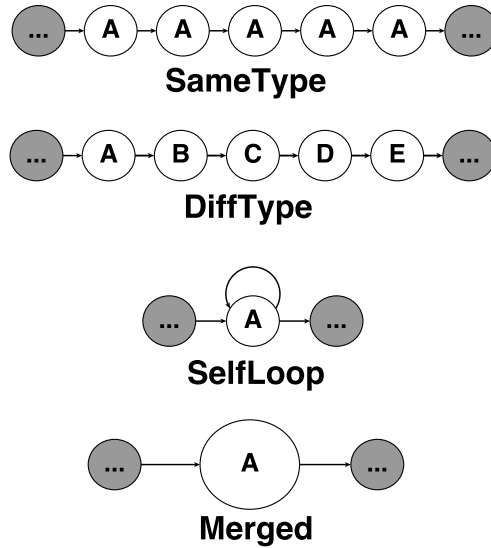 ... A A A A A ...
SameType
... A B C D E ...
DiffType
... A ...
SelfLoop
... A ...
Merged